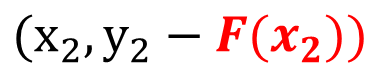 (x₂,y₂ − F(x₂))